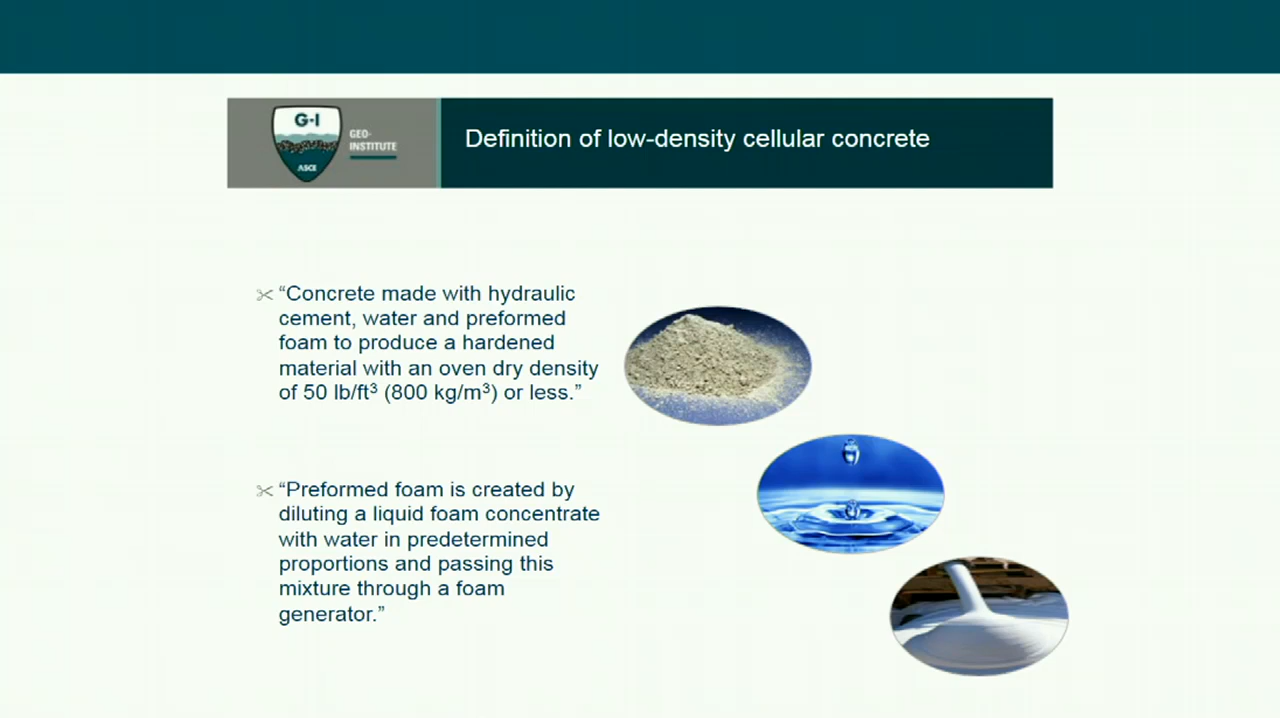 G-I
GEO-
INSTITUTE
ASCE
Definition of low-density cellular concrete
“Concrete made with hydraulic
cement, water and preformed
foam to produce a hardened
material with an oven dry density
of 50 lb/ft³ (800 kg/m³) or less.”
“Preformed foam is created by
diluting a liquid foam concentrate
with water in predetermined
proportions and passing this
mixture through a foam
generator.”